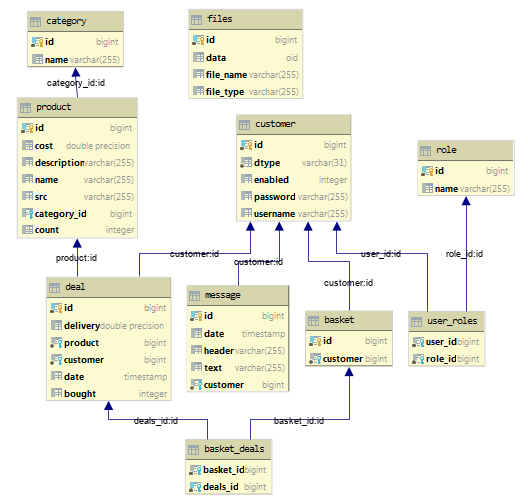 category
id bigint
name varchar(255)
files
id bigint
data oid
file_name varchar(255)
file_type varchar(255)
category_id:id
product
id bigint
cost double precision
description varchar(255)
name varchar(255)
src varchar(255)
category_id bigint
count integer
customer
id bigint
dtype varchar(31)
enabled integer
password varchar(255)
username varchar(255)
role
id bigint
name varchar(255)
product:id
customer:id
customer:id
customer:id
user_id:id
role_id:id
deal
id bigint
delivery double precision
product bigint
customer bigint
date timestamp
bought integer
message
id bigint
date timestamp
header varchar(255)
text varchar(255)
customer bigint
basket
id bigint
customer bigint
user_roles
user_id bigint
role_id bigint
deals_id:id
basket_id:id
basket_deals
basket_id bigint
deals_id bigint